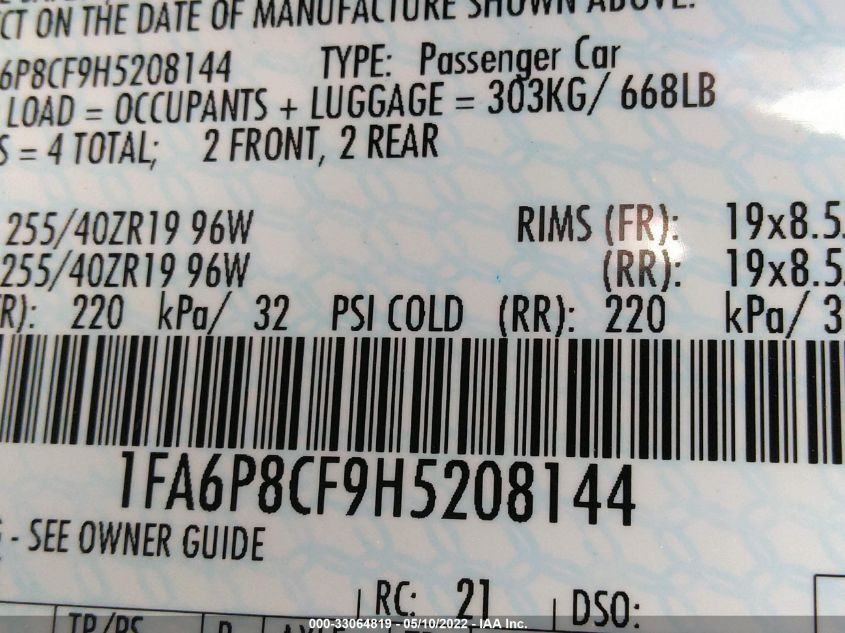 CT ON THE DATE OF MANUFACTURE SHOWN ABOVE.
6P8CF9H5208144 TYPE: Passenger Car
LOAD = OCCUPANTS + LUGGAGE = 303KG/ 668LB
S = 4 TOTAL; 2 FRONT, 2 REAR
255/40ZR19 96W RIMS (FR): 19x8.5
255/40ZR19 96W (RR): 19x8.5
R): 220 kPa/ 32 PSI COLD (RR): 220 kPa/ 3
1FA6P8CF9H5208144
- SEE OWNER GUIDE
RC: 21 DSO:
TP/PS
000-33064819 - 05/10/2022 - IAA Inc.